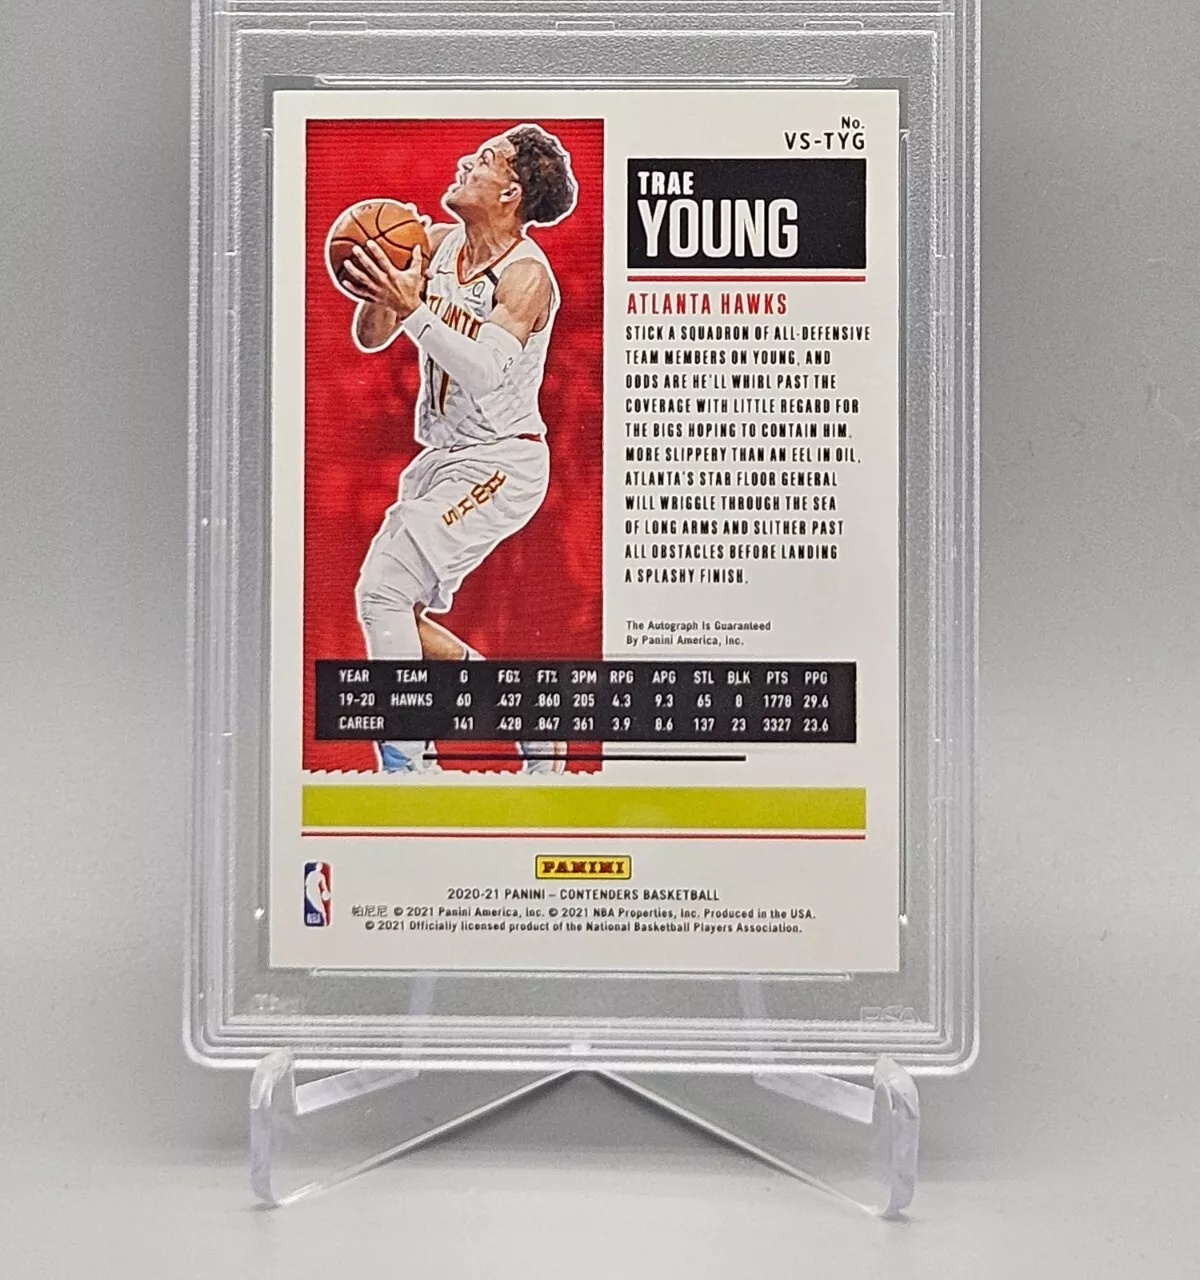 No.
VS-TYG
TRAE
YOUNG
ATLANTA HAWKS
STICK A SQUADRON OF ALL-DEFENSIVE
TEAM MEMBERS ON YOUNG, AND
ODDS ARE HE'LL WHIRL PAST THE
COVERAGE WITH LITTLE REGARD FOR
THE BIGS HOPING TO CONTAIN HIM.
MORE SLIPPERY THAN AN EEL IN OIL,
ATLANTA'S STAR FLOOR GENERAL
WILL WRIGGLE THROUGH THE SEA
OF LONG ARMS AND SLITHER PAST
ALL OBSTACLES BEFORE LANDING
A SPLASHY FINISH.
The Autograph Is Guaranteed
By Panini America, Inc.
ATLANTA
11
HAWKS
YEAR TEAM G FG% FT% 3PM RPG APG STL BLK PTS PPG
19-20 HAWKS 60 .437 .860 205 4.3 9.3 65 8 1778 29.6
CAREER 141 .428 .847 361 3.9 8.6 137 23 3327 23.6
PANINI
NBA
2020-21 PANINI – CONTENDERS BASKETBALL
帕尼尼 © 2021 Panini America, Inc. © 2021 NBA Properties, Inc. Produced in the USA.
© 2021 Officially licensed product of the National Basketball Players Association.
PSA